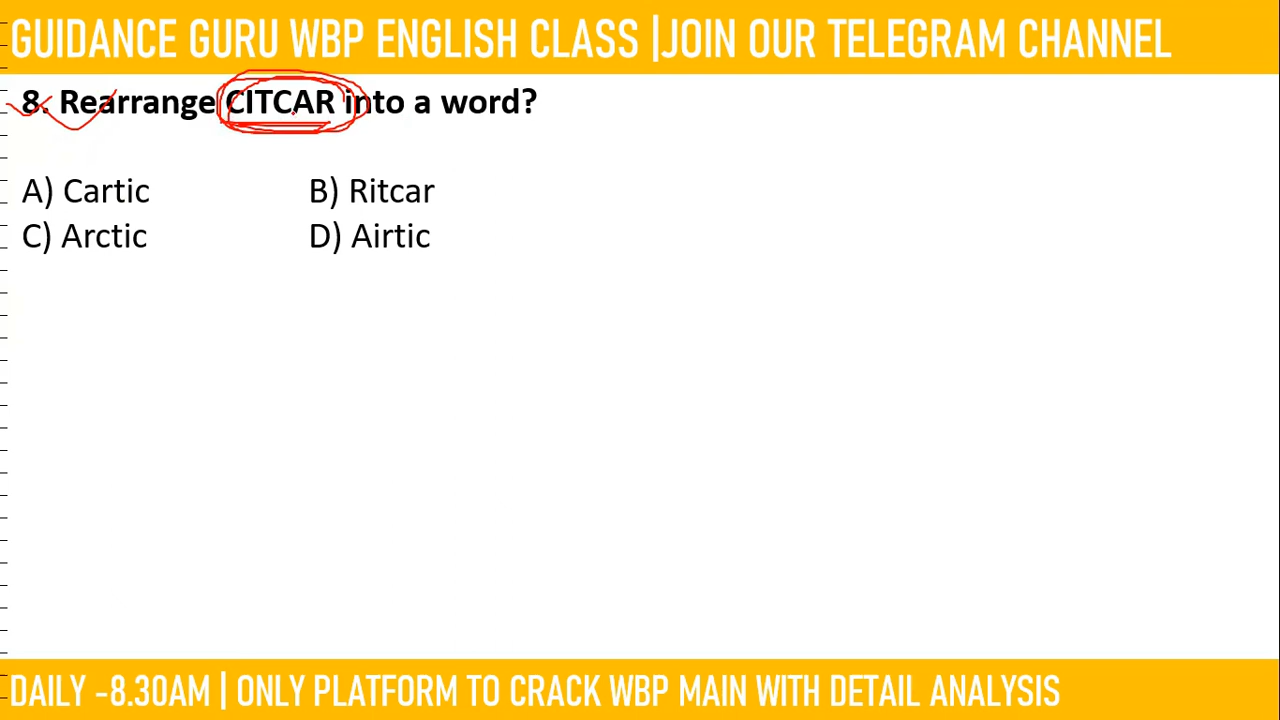 GUIDANCE GURU WBP ENGLISH CLASS |JOIN OUR TELEGRAM CHANNEL
8. Rearrange CITCAR into a word?
A) Cartic B) Ritcar
C) Arctic D) Airtic
DAILY -8.30AM | ONLY PLATFORM TO CRACK WBP MAIN WITH DETAIL ANALYSIS